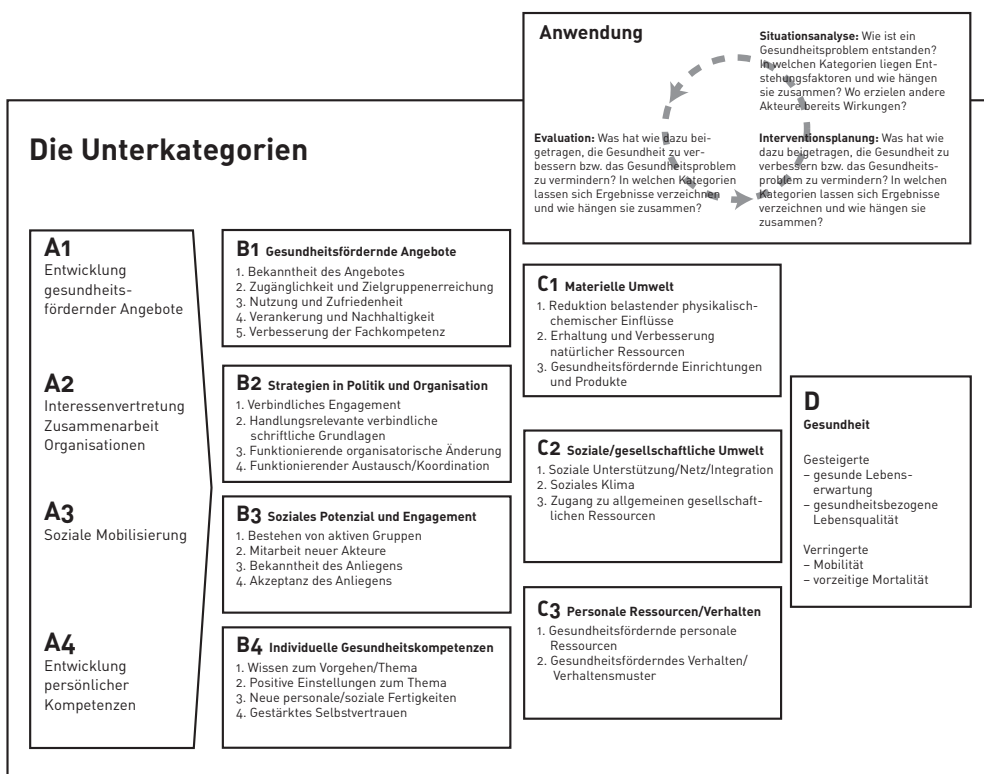 Anwendung
Situationsanalyse: Wie ist ein
Gesundheitsproblem entstanden?
In welchen Kategorien liegen Ent-
stehungsfaktoren und wie hängen
sie zusammen? Wo erzielen andere
Akteure bereits Wirkungen?
Evaluation: Was hat wie dazu bei-
getragen, die Gesundheit zu ver-
bessern bzw. das Gesundheitsproblem
zu vermindern? In welchen Kategorien
lassen sich Ergebnisse verzeichnen
und wie hängen sie zusammen?
Interventionsplanung: Was hat wie
dazu beigetragen, die Gesundheit zu
verbessern bzw. das Gesundheits-
problem zu vermindern? In welchen
Kategorien lassen sich Ergebnisse
verzeichnen und wie hängen sie
zusammen?
Die Unterkategorien
A1
Entwicklung
gesundheits-
fördernder Angebote
A2
Interessenvertretung
Zusammenarbeit
Organisationen
A3
Soziale Mobilisierung
A4
Entwicklung
persönlicher
Kompetenzen
B1 Gesundheitsfördernde Angebote
1. Bekanntheit des Angebotes
2. Zugänglichkeit und Zielgruppenerreichung
3. Nutzung und Zufriedenheit
4. Verankerung und Nachhaltigkeit
5. Verbesserung der Fachkompetenz
B2 Strategien in Politik und Organisation
1. Verbindliches Engagement
2. Handlungsrelevante verbindliche
schriftliche Grundlagen
3. Funktionierende organisatorische Änderung
4. Funktionierender Austausch/Koordination
B3 Soziales Potenzial und Engagement
1. Bestehen von aktiven Gruppen
2. Mitarbeit neuer Akteure
3. Bekanntheit des Anliegens
4. Akzeptanz des Anliegens
B4 Individuelle Gesundheitskompetenzen
1. Wissen zum Vorgehen/Thema
2. Positive Einstellungen zum Thema
3. Neue personale/soziale Fertigkeiten
4. Gestärktes Selbstvertrauen
C1 Materielle Umwelt
1. Reduktion belastender physikalisch-
chemischer Einflüsse
2. Erhaltung und Verbesserung
natürlicher Ressourcen
3. Gesundheitsfördernde Einrichtungen
und Produkte
C2 Soziale/gesellschaftliche Umwelt
1. Soziale Unterstützung/Netz/Integration
2. Soziales Klima
3. Zugang zu allgemeinen gesellschaft-
lichen Ressourcen
C3 Personale Ressourcen/Verhalten
1. Gesundheitsfördernde personale
Ressourcen
2. Gesundheitsförderndes Verhalten/
Verhaltensmuster
D
Gesundheit
Gesteigerte
– gesunde Lebens-
erwartung
– gesundheitsbezogene
Lebensqualität
Verringerte
– Mobilität
– vorzeitige Mortalität